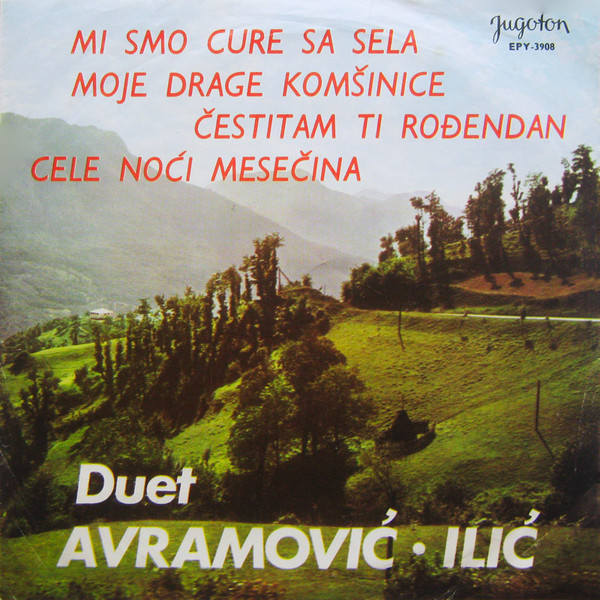 Jugoton
EPY-3908
MI SMO CURE SA SELA
MOJE DRAGE KOMŠINICE
ČESTITAM TI ROĐENDAN
CELE NOĆI MESEČINA
Duet
AVRAMOVIĆ • ILIĆ